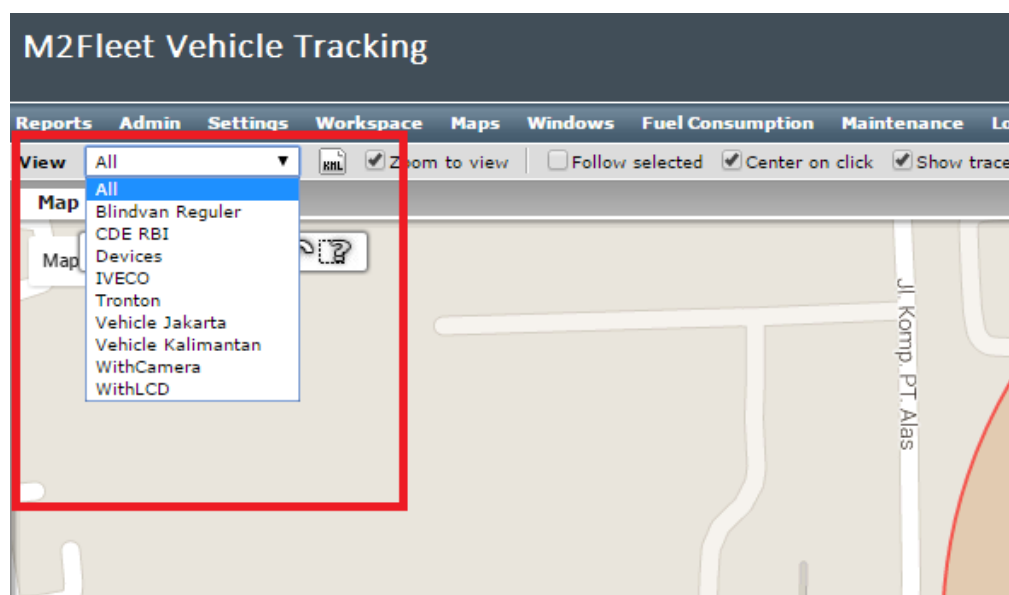 M2Fleet Vehicle Tracking
Reports Admin Settings Workspace Maps Windows Fuel Consumption Maintenance Lo
View All KML Zoom to view Follow selected Center on click Show trace
Map
All
Blindvan Reguler
CDE RBI
Map Devices
IVECO
Tronton
Vehicle Jakarta
Vehicle Kalimantan
WithCamera
WithLCD
Jl. Komp. PT. Alas